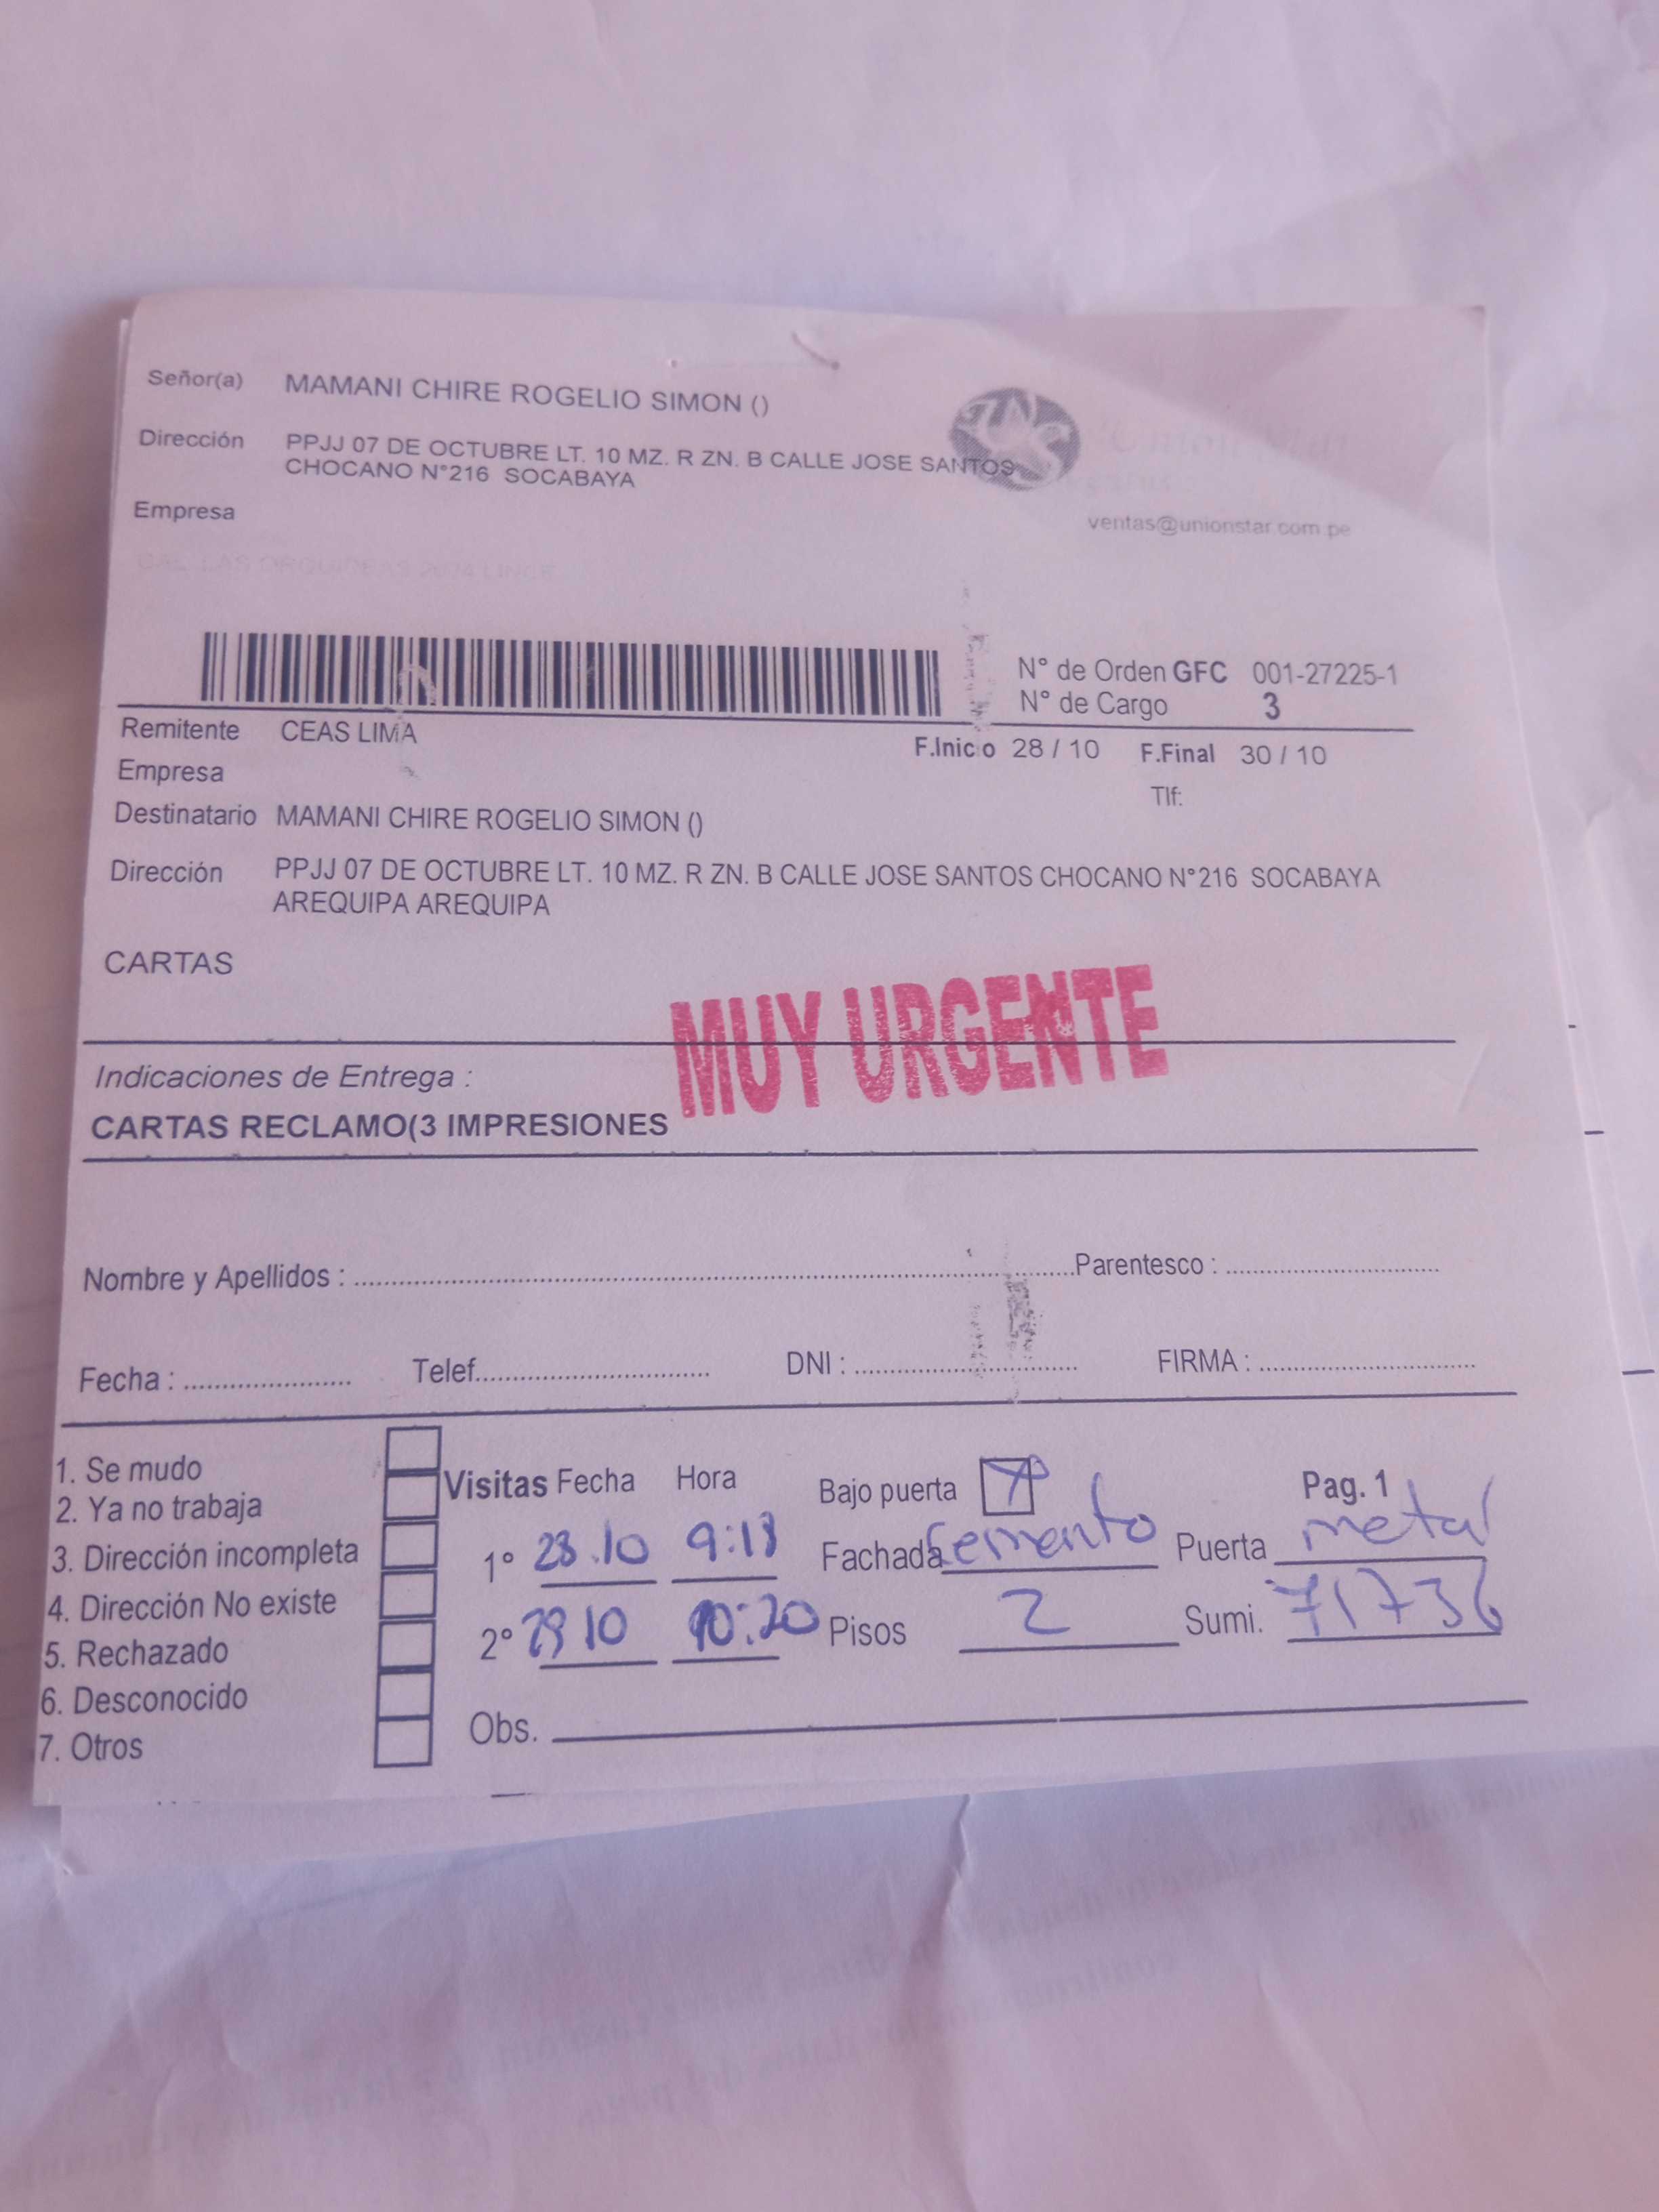 Señor(a) MAMANI CHIRE ROGELIO SIMON ()
Dirección PPJJ 07 DE OCTUBRE LT. 10 MZ. R ZN. B CALLE JOSE SANTOS
CHOCANO N°216 SOCABAYA
Empresa
ventas@unionstar.com.pe
N° de Orden GFC 001-27225-1
N° de Cargo 3
Remitente CEAS LIMA
F.Inicio 28 / 10 F.Final 30 / 10
Empresa
Tlf:
Destinatario MAMANI CHIRE ROGELIO SIMON ()
Dirección PPJJ 07 DE OCTUBRE LT. 10 MZ. R ZN. B CALLE JOSE SANTOS CHOCANO N°216 SOCABAYA
AREQUIPA AREQUIPA
CARTAS
MUY URGENTE
Indicaciones de Entrega :
CARTAS RECLAMO(3 IMPRESIONES
Nombre y Apellidos : Parentesco :
Fecha : Telef. DNI : FIRMA :
1. Se mudo
2. Ya no trabaja
3. Dirección incompleta
4. Dirección No existe
5. Rechazado
6. Desconocido
7. Otros
Visitas Fecha Hora
1° 28.10 9:18
2° 29 10 10:20
Bajo puerta
Fachada Cemento
Pisos 2
Pag. 1
Puerta metal
Sumi. 71736
Obs.